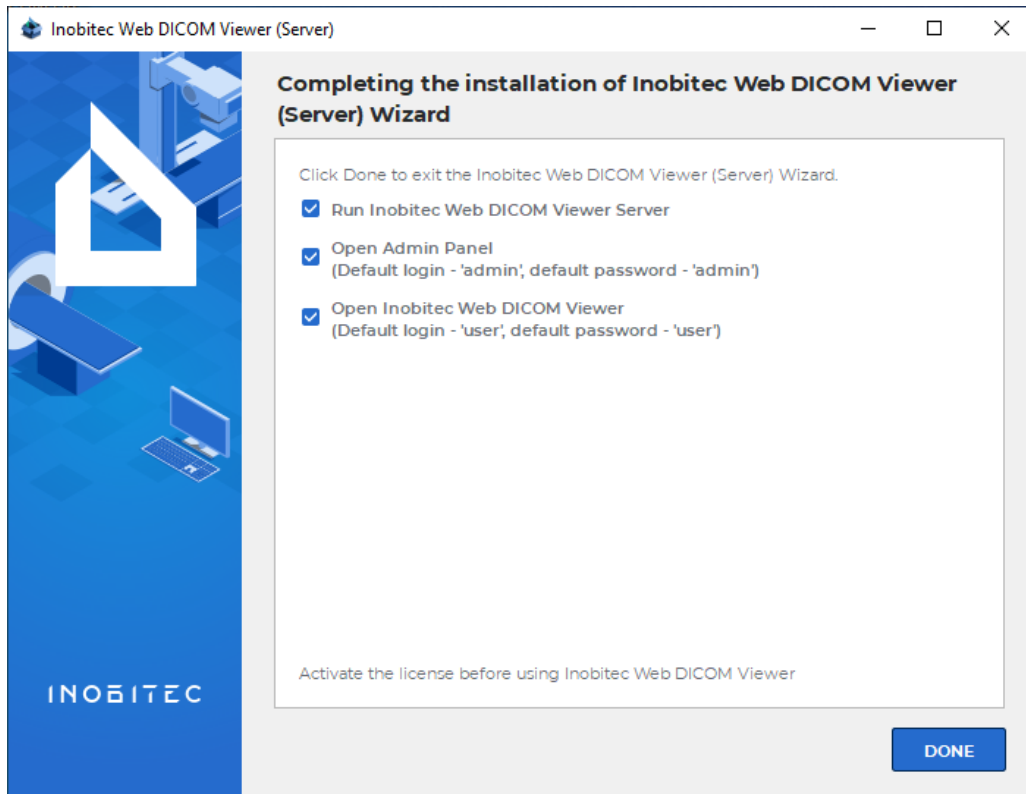 Inobitec Web DICOM Viewer (Server)
Completing the installation of Inobitec Web DICOM Viewer
(Server) Wizard
Click Done to exit the Inobitec Web DICOM Viewer (Server) Wizard.
Run Inobitec Web DICOM Viewer Server
Open Admin Panel
(Default login - 'admin', default password - 'admin')
Open Inobitec Web DICOM Viewer
(Default login - 'user', default password - 'user')
Activate the license before using Inobitec Web DICOM Viewer
INOBITEC
DONE